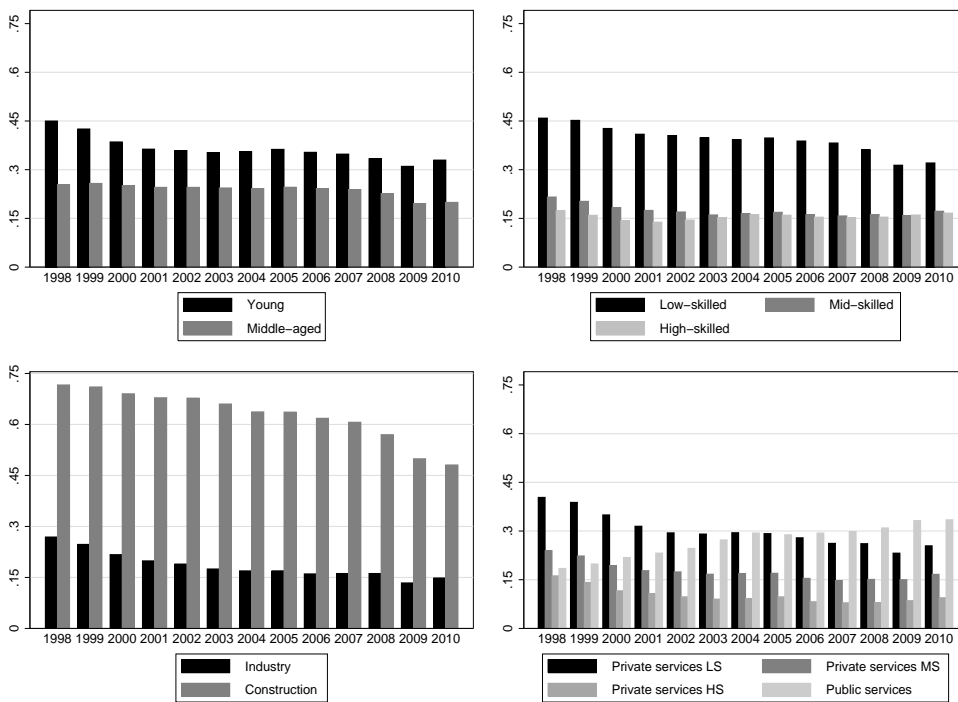 .75
.6
.45
.3
.15
0
1998 1999 2000 2001 2002 2003 2004 2005 2006 2007 2008 2009 2010
Young
Middle−aged
.75
.6
.45
.3
.15
0
1998 1999 2000 2001 2002 2003 2004 2005 2006 2007 2008 2009 2010
Low−skilled Mid−skilled
High−skilled
.75
.6
.45
.3
.15
0
1998 1999 2000 2001 2002 2003 2004 2005 2006 2007 2008 2009 2010
Industry
Construction
.75
.6
.45
.3
.15
0
1998 1999 2000 2001 2002 2003 2004 2005 2006 2007 2008 2009 2010
Private services LS Private services MS
Private services HS Public services